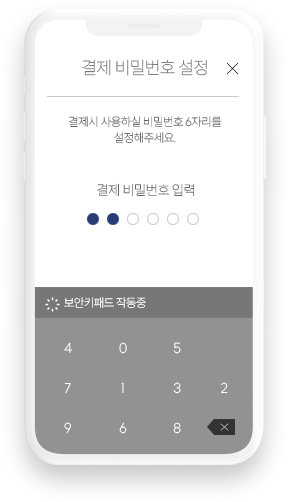 결제 비밀번호 설정
결제시 사용하실 비밀번호 6자리를
설정해주세요.
결제 비밀번호 입력
보안키패드 작동중
4 0 5
7 1 3 2
9 6 8